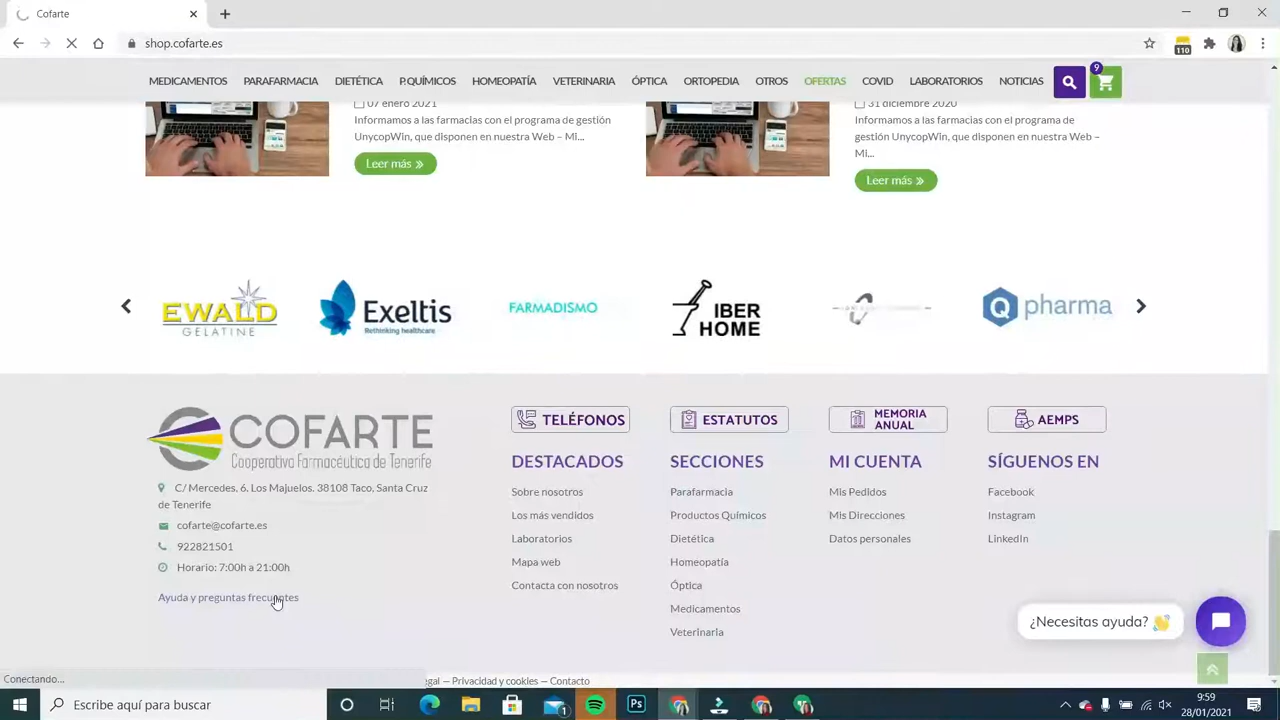 Cofarte
shop.cofarte.es
110
MEDICAMENTOS PARAFARMACIA DIETÉTICA P.QUÍMICOS HOMEOPATÍA VETERINARIA ÓPTICA ORTOPEDIA OTROS OFERTAS COVID LABORATORIOS NOTICIAS
9
07 enero 2021
Informamos a las farmacias con el programa de gestión
UnycopWin, que disponen en nuestra Web – Mi...
Leer más
31 diciembre 2020
Informamos a las farmacias con el programa de
gestión UnycopWin, que disponen en nuestra Web –
Mi...
Leer más
EWALD
GELATINE
Exeltis
Rethinking healthcare
FARMADISMO
IBER
HOME
Q pharma
COFARTE
Cooperativa Farmacéutica de Tenerife
C/ Mercedes, 6. Los Majuelos. 38108 Taco, Santa Cruz
de Tenerife
cofarte@cofarte.es
922821501
Horario: 7:00h a 21:00h
Ayuda y preguntas frecuentes
TELÉFONOS
DESTACADOS
Sobre nosotros
Los más vendidos
Laboratorios
Mapa web
Contacta con nosotros
ESTATUTOS
SECCIONES
Parafarmacia
Productos Químicos
Dietética
Homeopatía
Óptica
Medicamentos
Veterinaria
MEMORIA
ANUAL
MI CUENTA
Mis Pedidos
Mis Direcciones
Datos personales
AEMPS
SÍGUENOS EN
Facebook
Instagram
LinkedIn
¿Necesitas ayuda? 👋
Conectando...
egal — Privacidad y cookies — Contacto
Escribe aquí para buscar
1
Ps
9:59
28/01/2021